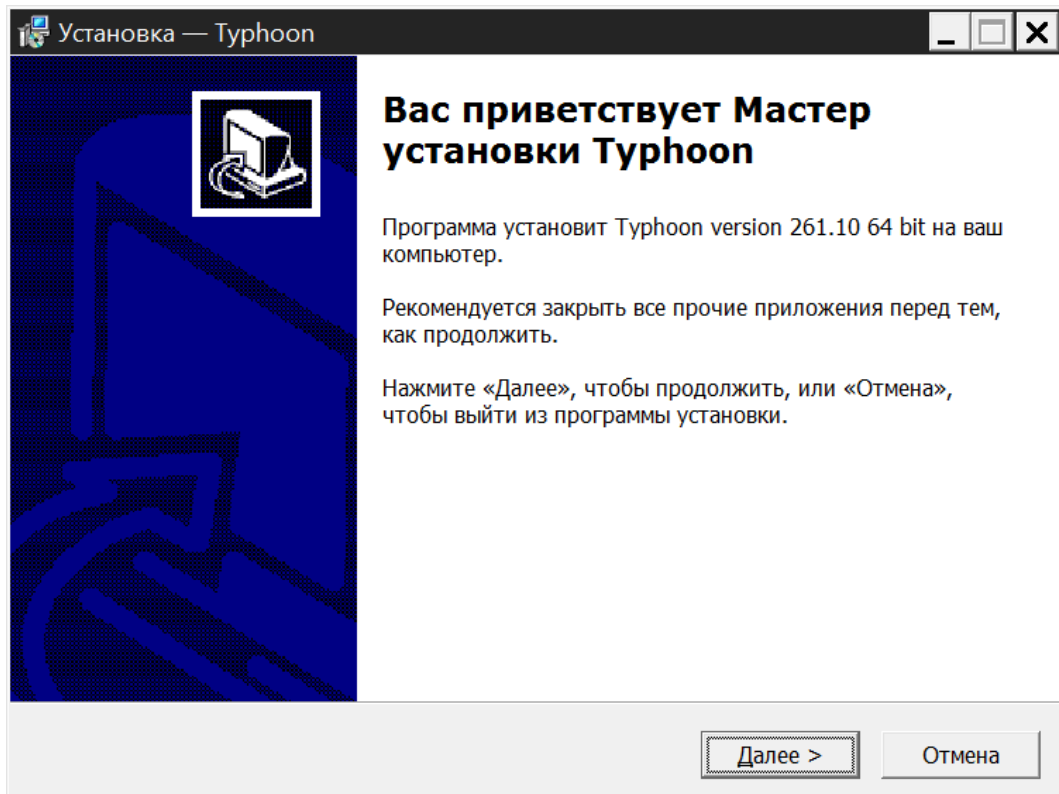 Установка — Typhoon
Вас приветствует Мастер
установки Typhoon
Программа установит Typhoon version 261.10 64 bit на ваш
компьютер.
Рекомендуется закрыть все прочие приложения перед тем,
как продолжить.
Нажмите «Далее», чтобы продолжить, или «Отмена»,
чтобы выйти из программы установки.
Далее >
Отмена